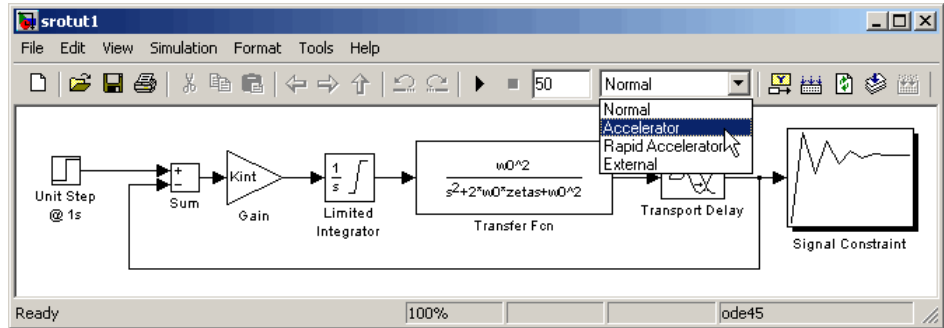 srotut1
File Edit View Simulation Format Tools Help
50 Normal
Normal
Accelerator
Rapid Accelerator
External
Unit Step
@ 1s
+
−
Sum
Kint
Gain
1
s
Limited
Integrator
w0^2
s^2+2*w0*zetas+w0^2
Transfer Fcn
Transport Delay
Signal Constraint
Ready 100% ode45